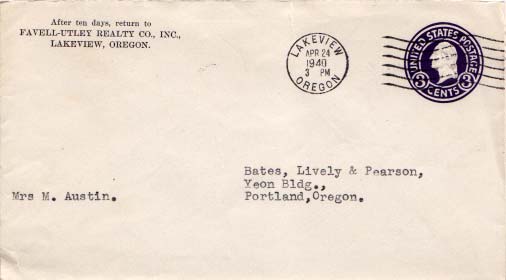 After ten days, return to
FAVELL-UTLEY REALTY CO., INC.,
LAKEVIEW, OREGON.
LAKEVIEW
APR 24
1940
3 PM
OREGON
UNITED STATES POSTAGE
3 CENTS 3
Bates, Lively & Pearson,
Yeon Bldg.,
Mrs M. Austin.
Portland,Oregon.